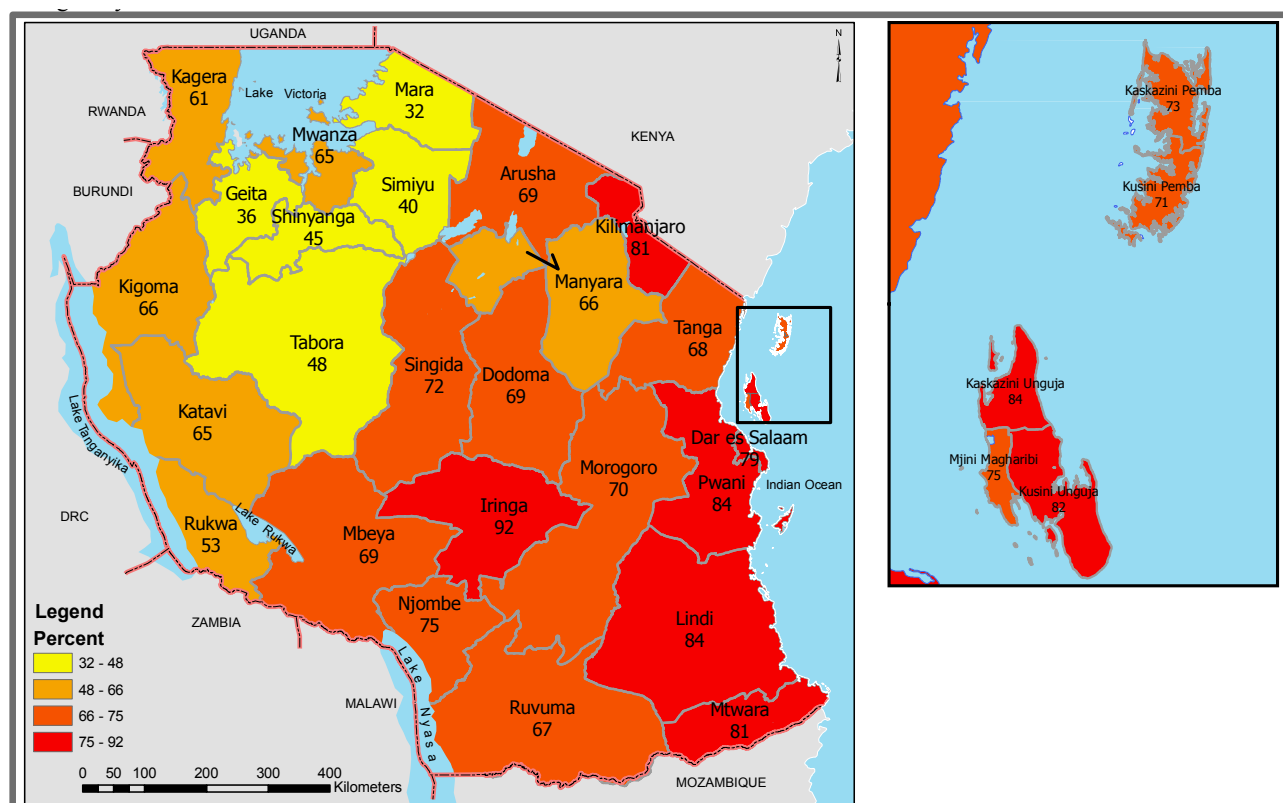 UGANDA
N
Kagera
61
Lake Victoria
Mara
32
RWANDA
KENYA
Mwanza
65
Arusha
69
BURUNDI
Geita
36
Simiyu
40
Shinyanga
45
Kilimanjaro
81
Kigoma
66
Manyara
66
Tabora
48
Singida
72
Dodoma
69
Tanga
68
Katavi
65
Lake Tanganyika
Dar es Salaam
79
Morogoro
70
Pwani
84
Indian Ocean
Iringa
92
DRC
Rukwa
53
Lake Rukwa
Mbeya
69
Njombe
75
Lindi
84
ZAMBIA
MALAWI
Lake Nyasa
Ruvuma
67
Mtwara
81
MOZAMBIQUE
Legend
Percent
32 - 48
48 - 66
66 - 75
75 - 92
0 50 100 200 300 400
Kilometers
Kaskazini Pemba
73
Kusini Pemba
71
Kaskazini Unguja
84
Mjini Magharibi
75
Kusini Unguja
82